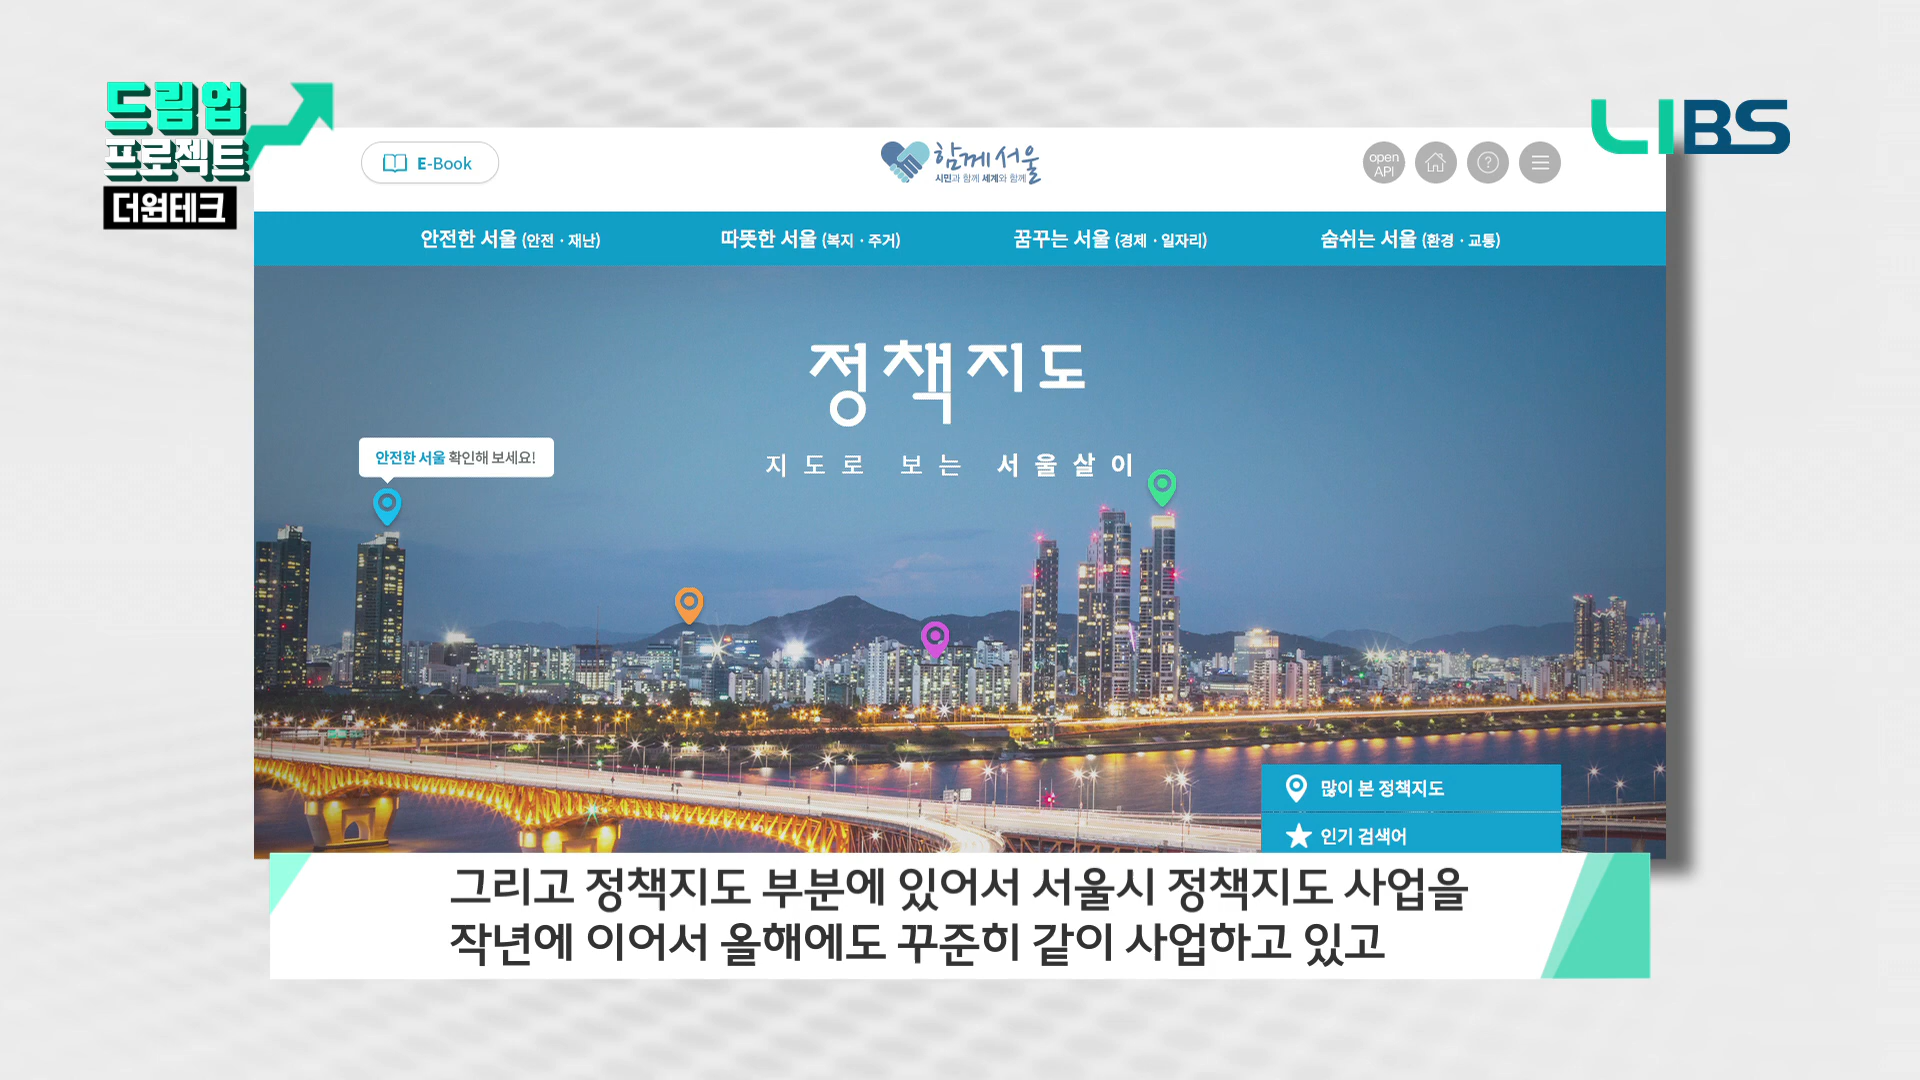 드림업
프로젝트
더원테크
LIBS
E-Book
함께서울
시민과 함께 세계와 함께
open
API
안전한 서울 (안전 · 재난)
따뜻한 서울 (복지 · 주거)
꿈꾸는 서울 (경제 · 일자리)
숨쉬는 서울 (환경 · 교통)
정책지도
지도로 보는 서울살이
안전한 서울 확인해 보세요!
많이 본 정책지도
인기 검색어
그리고 정책지도 부분에 있어서 서울시 정책지도 사업을
작년에 이어서 올해에도 꾸준히 같이 사업하고 있고